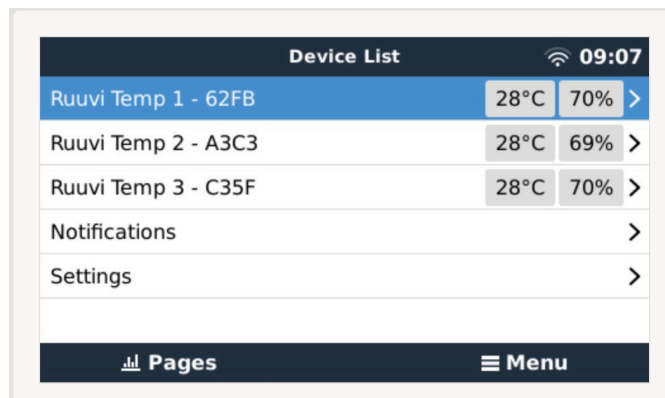 Device List 09:07
Ruuvi Temp 1 - 62FB 28°C 70%
Ruuvi Temp 2 - A3C3 28°C 69%
Ruuvi Temp 3 - C35F 28°C 70%
Notifications
Settings
Pages Menu